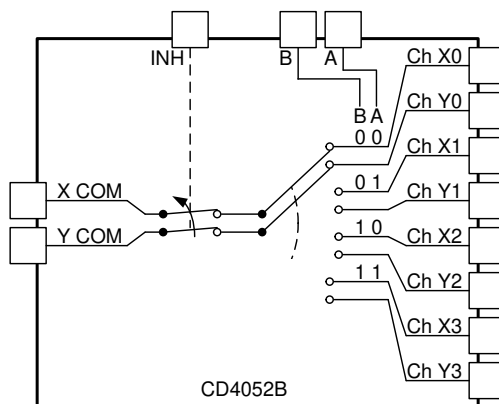 INH
B
A
Ch X0
B A
Ch Y0
0 0
Ch X1
0 1
X COM
Ch Y1
Y COM
1 0
Ch X2
Ch Y2
1 1
Ch X3
Ch Y3
CD4052B